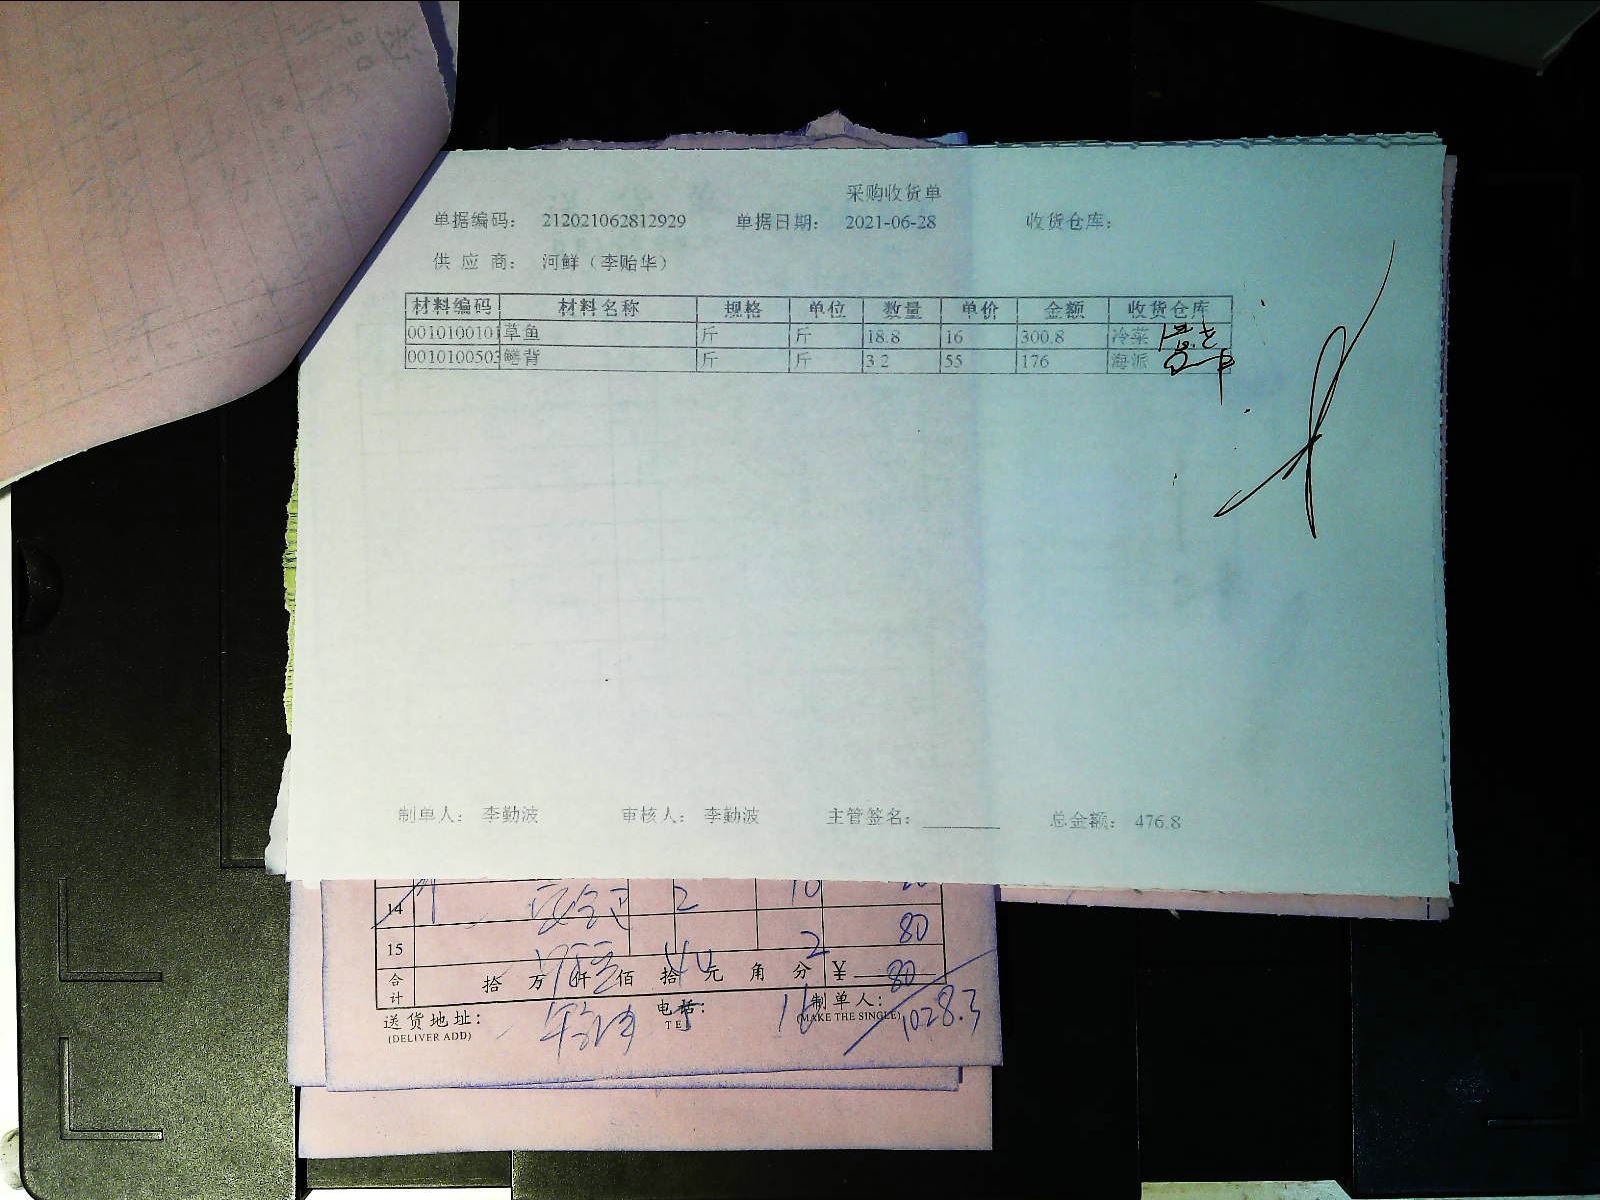 采购收货单
单据编码： 212021062812929 单据日期： 2021-06-28 收货仓库：
供 应 商： 河鲜（李贻华）
材料编码 材料名称 规格 单位 数量 单价 金额 收货仓库
0010100101 草鱼 斤 斤 18.8 16 300.8 冷菜
0010100503 鳝背 斤 斤 3.2 55 176 海派
制单人： 李勤波 审核人： 李勤波 主管签名： 总金额： 476.8
14 2 10
15 44 2 80
合计 拾 万 仟 佰 拾 元 角 分 ¥ 80
送货地址： 电话： 16 制单人：
(DELIVER ADD) TEL (MAKE THE SINGLE) 1028.3